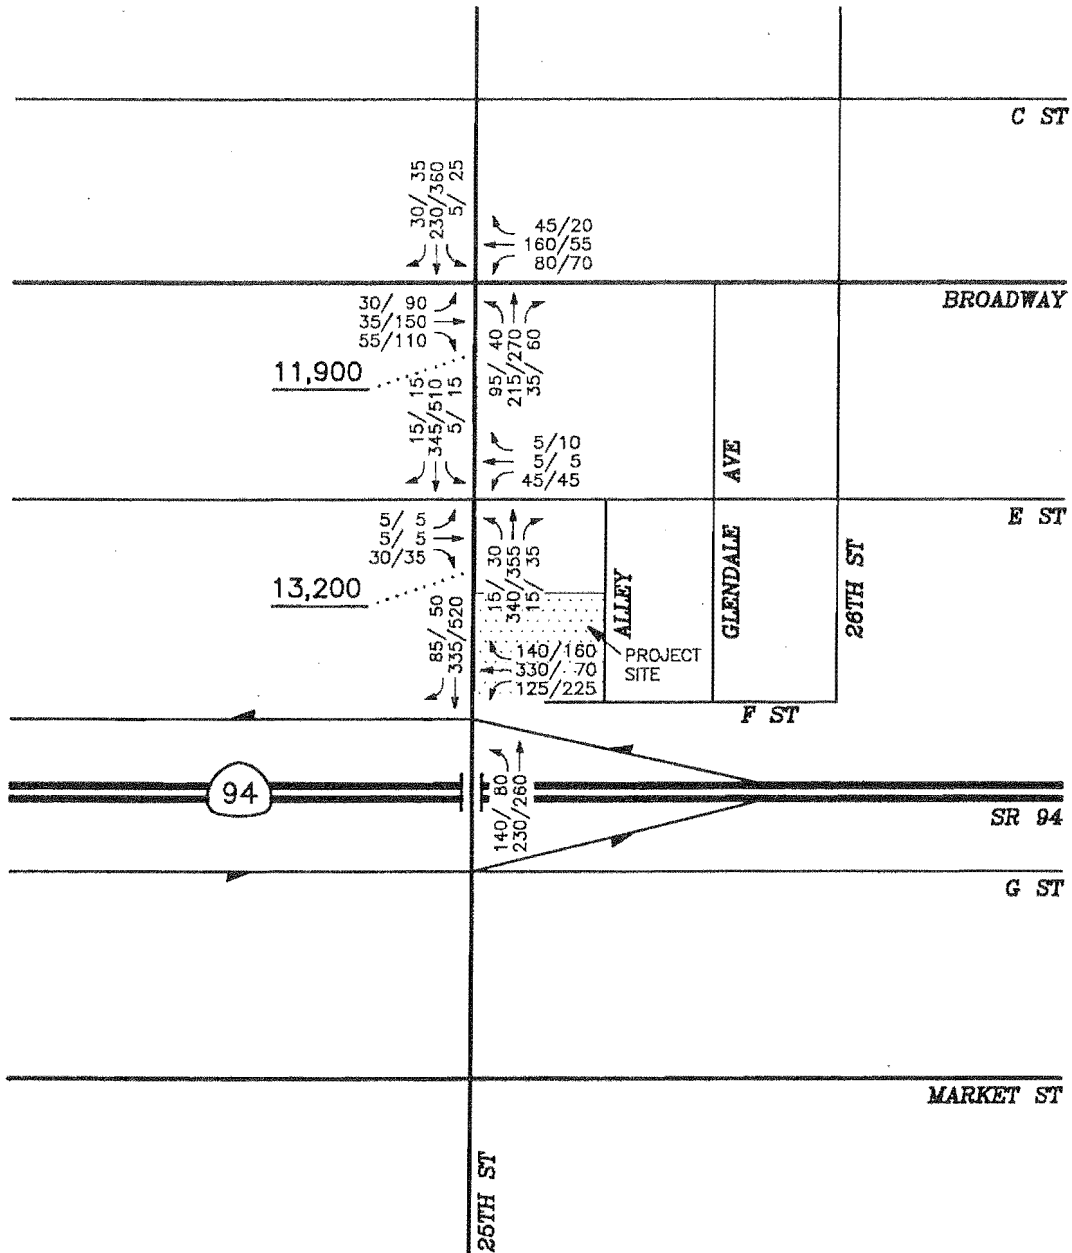 C ST
30/ 35
230/360
5/ 25
45/20
160/55
80/70
BROADWAY
30/ 90
35/150
55/110
95/ 40
215/270
35/ 60
11,900
15/ 15
345/510
5/ 15
5/10
5/ 5
45/45
AVE
E ST
5/ 5
5/ 5
30/35
15/ 30
340/355
15/ 35
13,200
ALLEY
GLENDALE
26TH ST
85/ 50
335/520
140/160
330/ 70
125/225
PROJECT
SITE
F ST
94
140/ 80
230/260
SR 94
G ST
MARKET ST
25TH ST